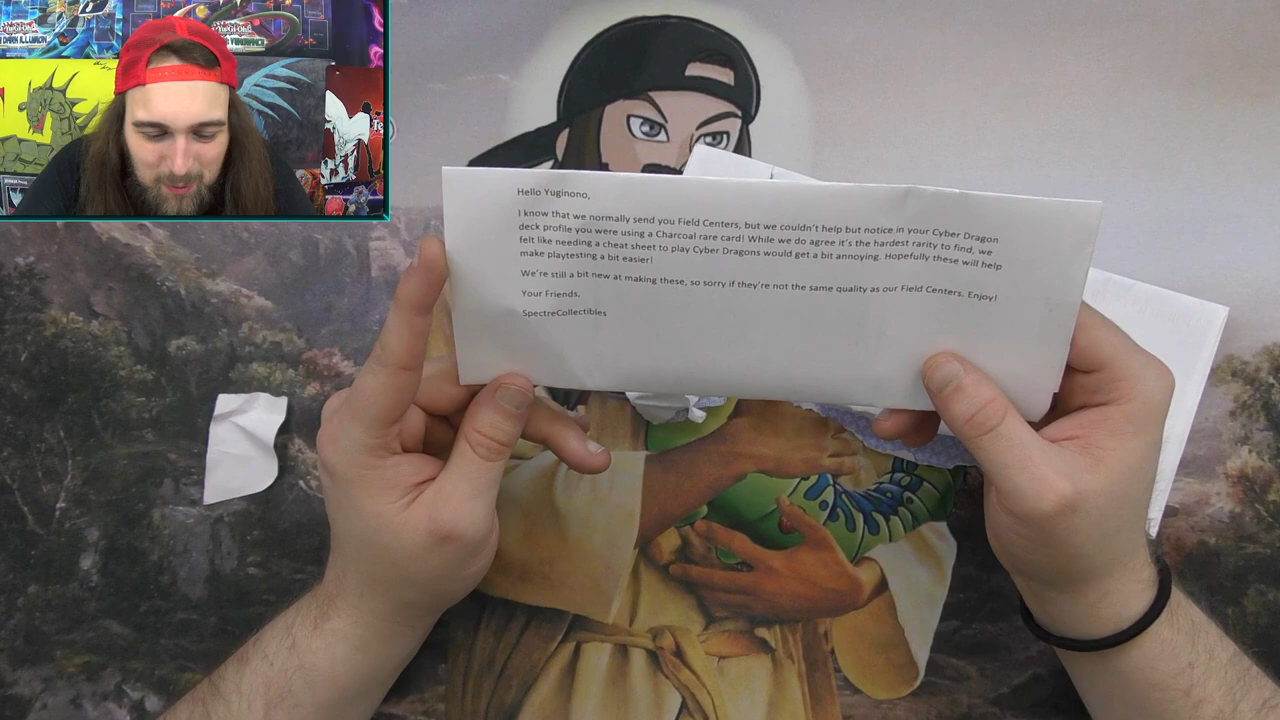 Hello Yuginono,
I know that we normally send you Field Centers, but we couldn't help but notice in your Cyber Dragon
deck profile you were using a Charcoal rare card! While we do agree it's the hardest rarity to find, we
felt like needing a cheat sheet to play Cyber Dragons would get a bit annoying. Hopefully these will help
make playtesting a bit easier!
We're still a bit new at making these, so sorry if they're not the same quality as our Field Centers. Enjoy!
Your Friends,
SpectreCollectibles